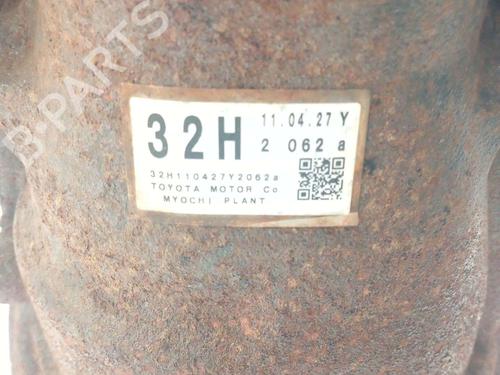 B-PARTS
32H 11.04.27 Y
2 062 a
32H110427Y2062a
TOYOTA MOTOR Co
MYOCHI PLANT